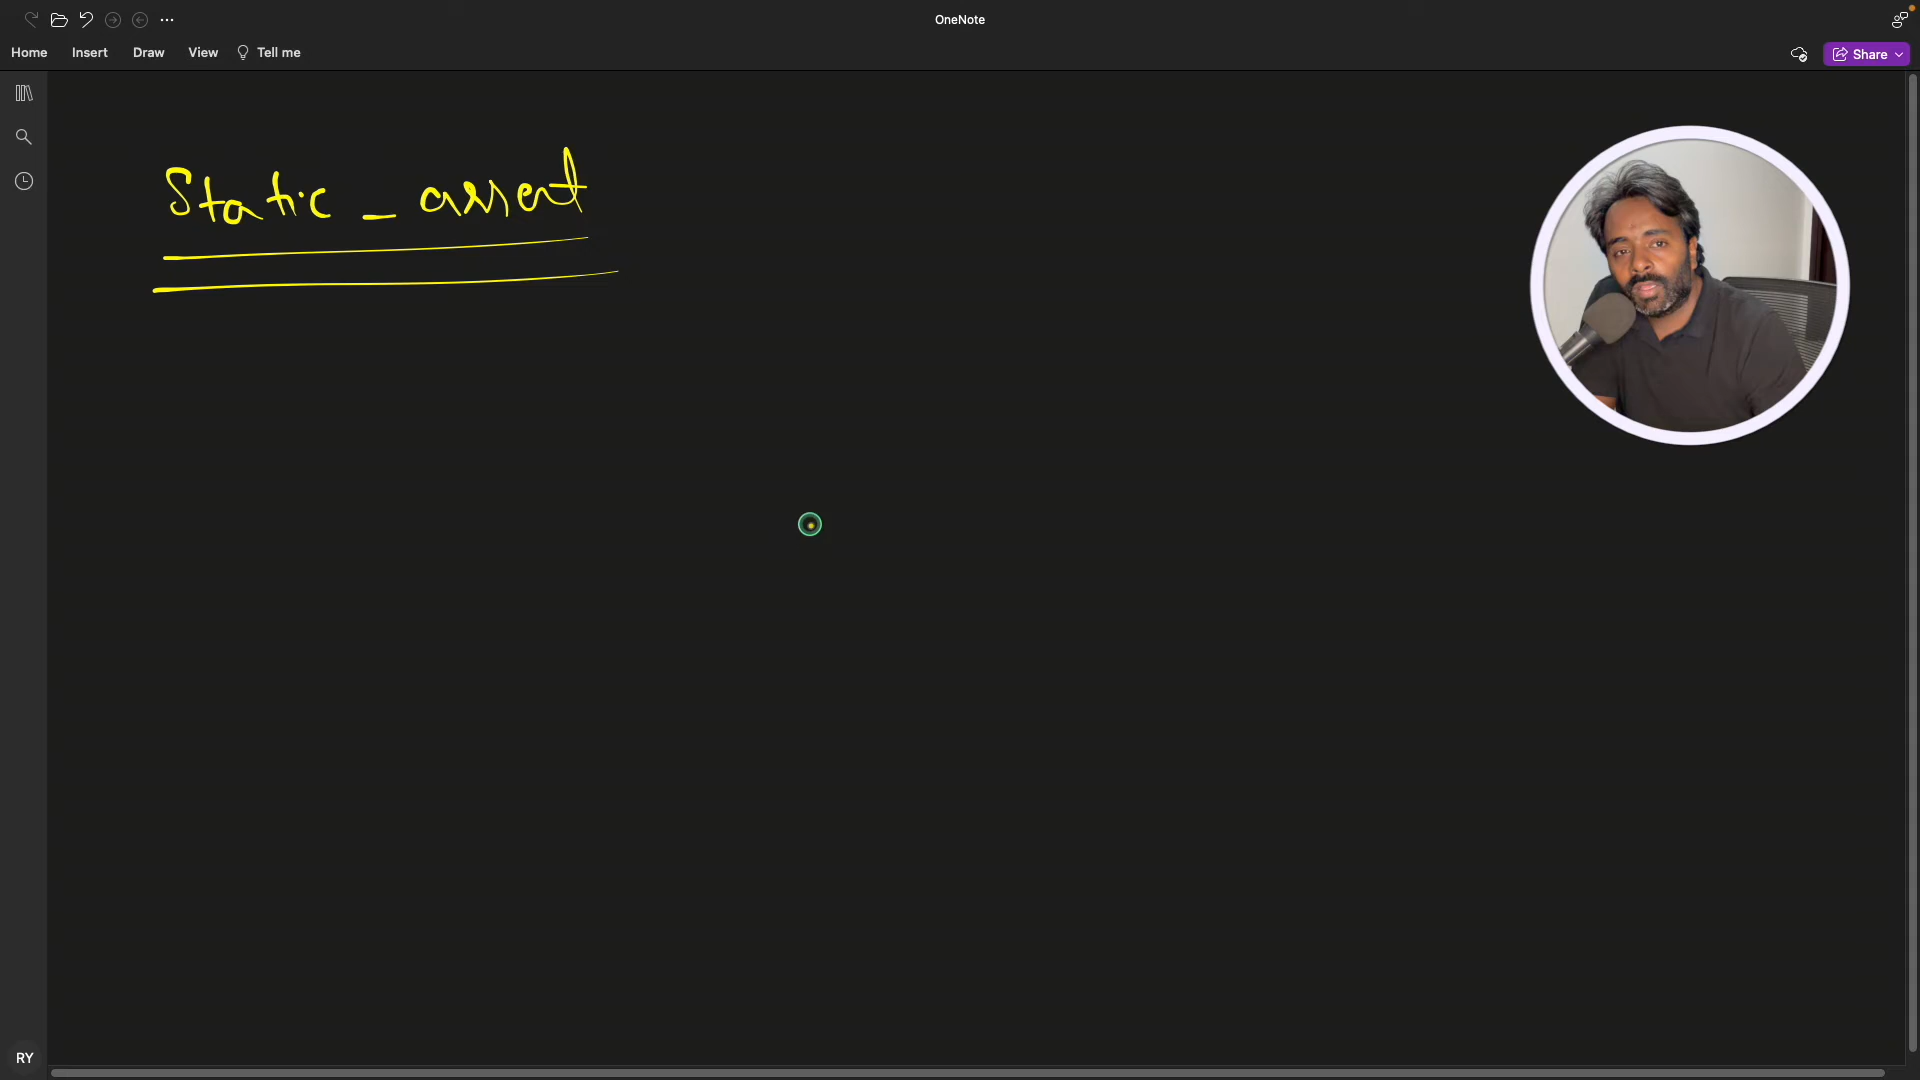 OneNote
Home Insert Draw View Tell me
Share
Static _ assert
RY